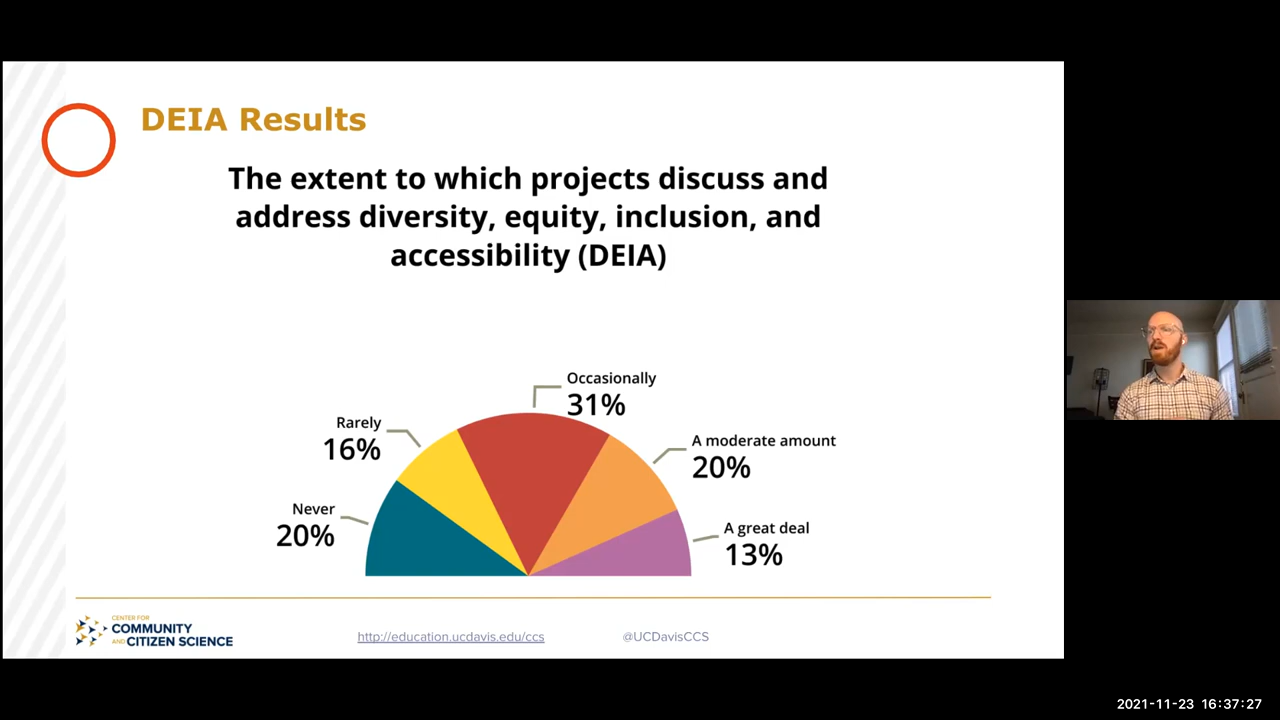 DEIA Results
The extent to which projects discuss and
address diversity, equity, inclusion, and
accessibility (DEIA)
Occasionally
31%
Rarely
16%
A moderate amount
20%
Never
20%
A great deal
13%
CENTER FOR
COMMUNITY
AND CITIZEN SCIENCE
http://education.ucdavis.edu/ccs
@UCDavisCCS
2021-11-23 16:37:27